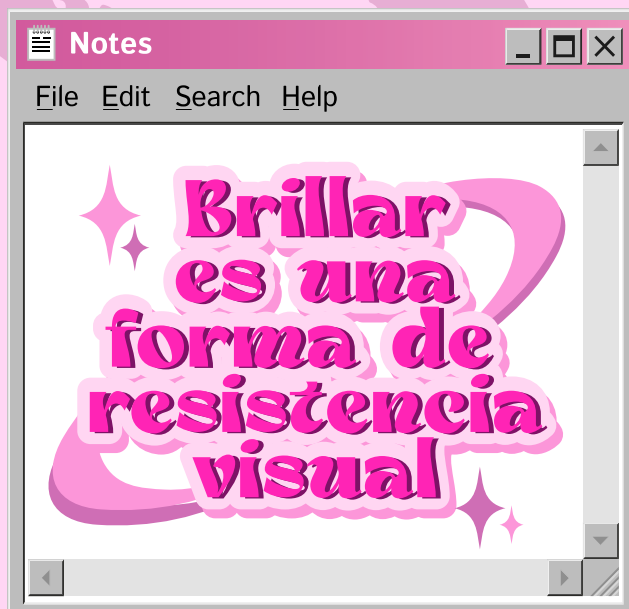 Notes
File Edit Search Help
Brillar
es una
forma de
resistencia
visual